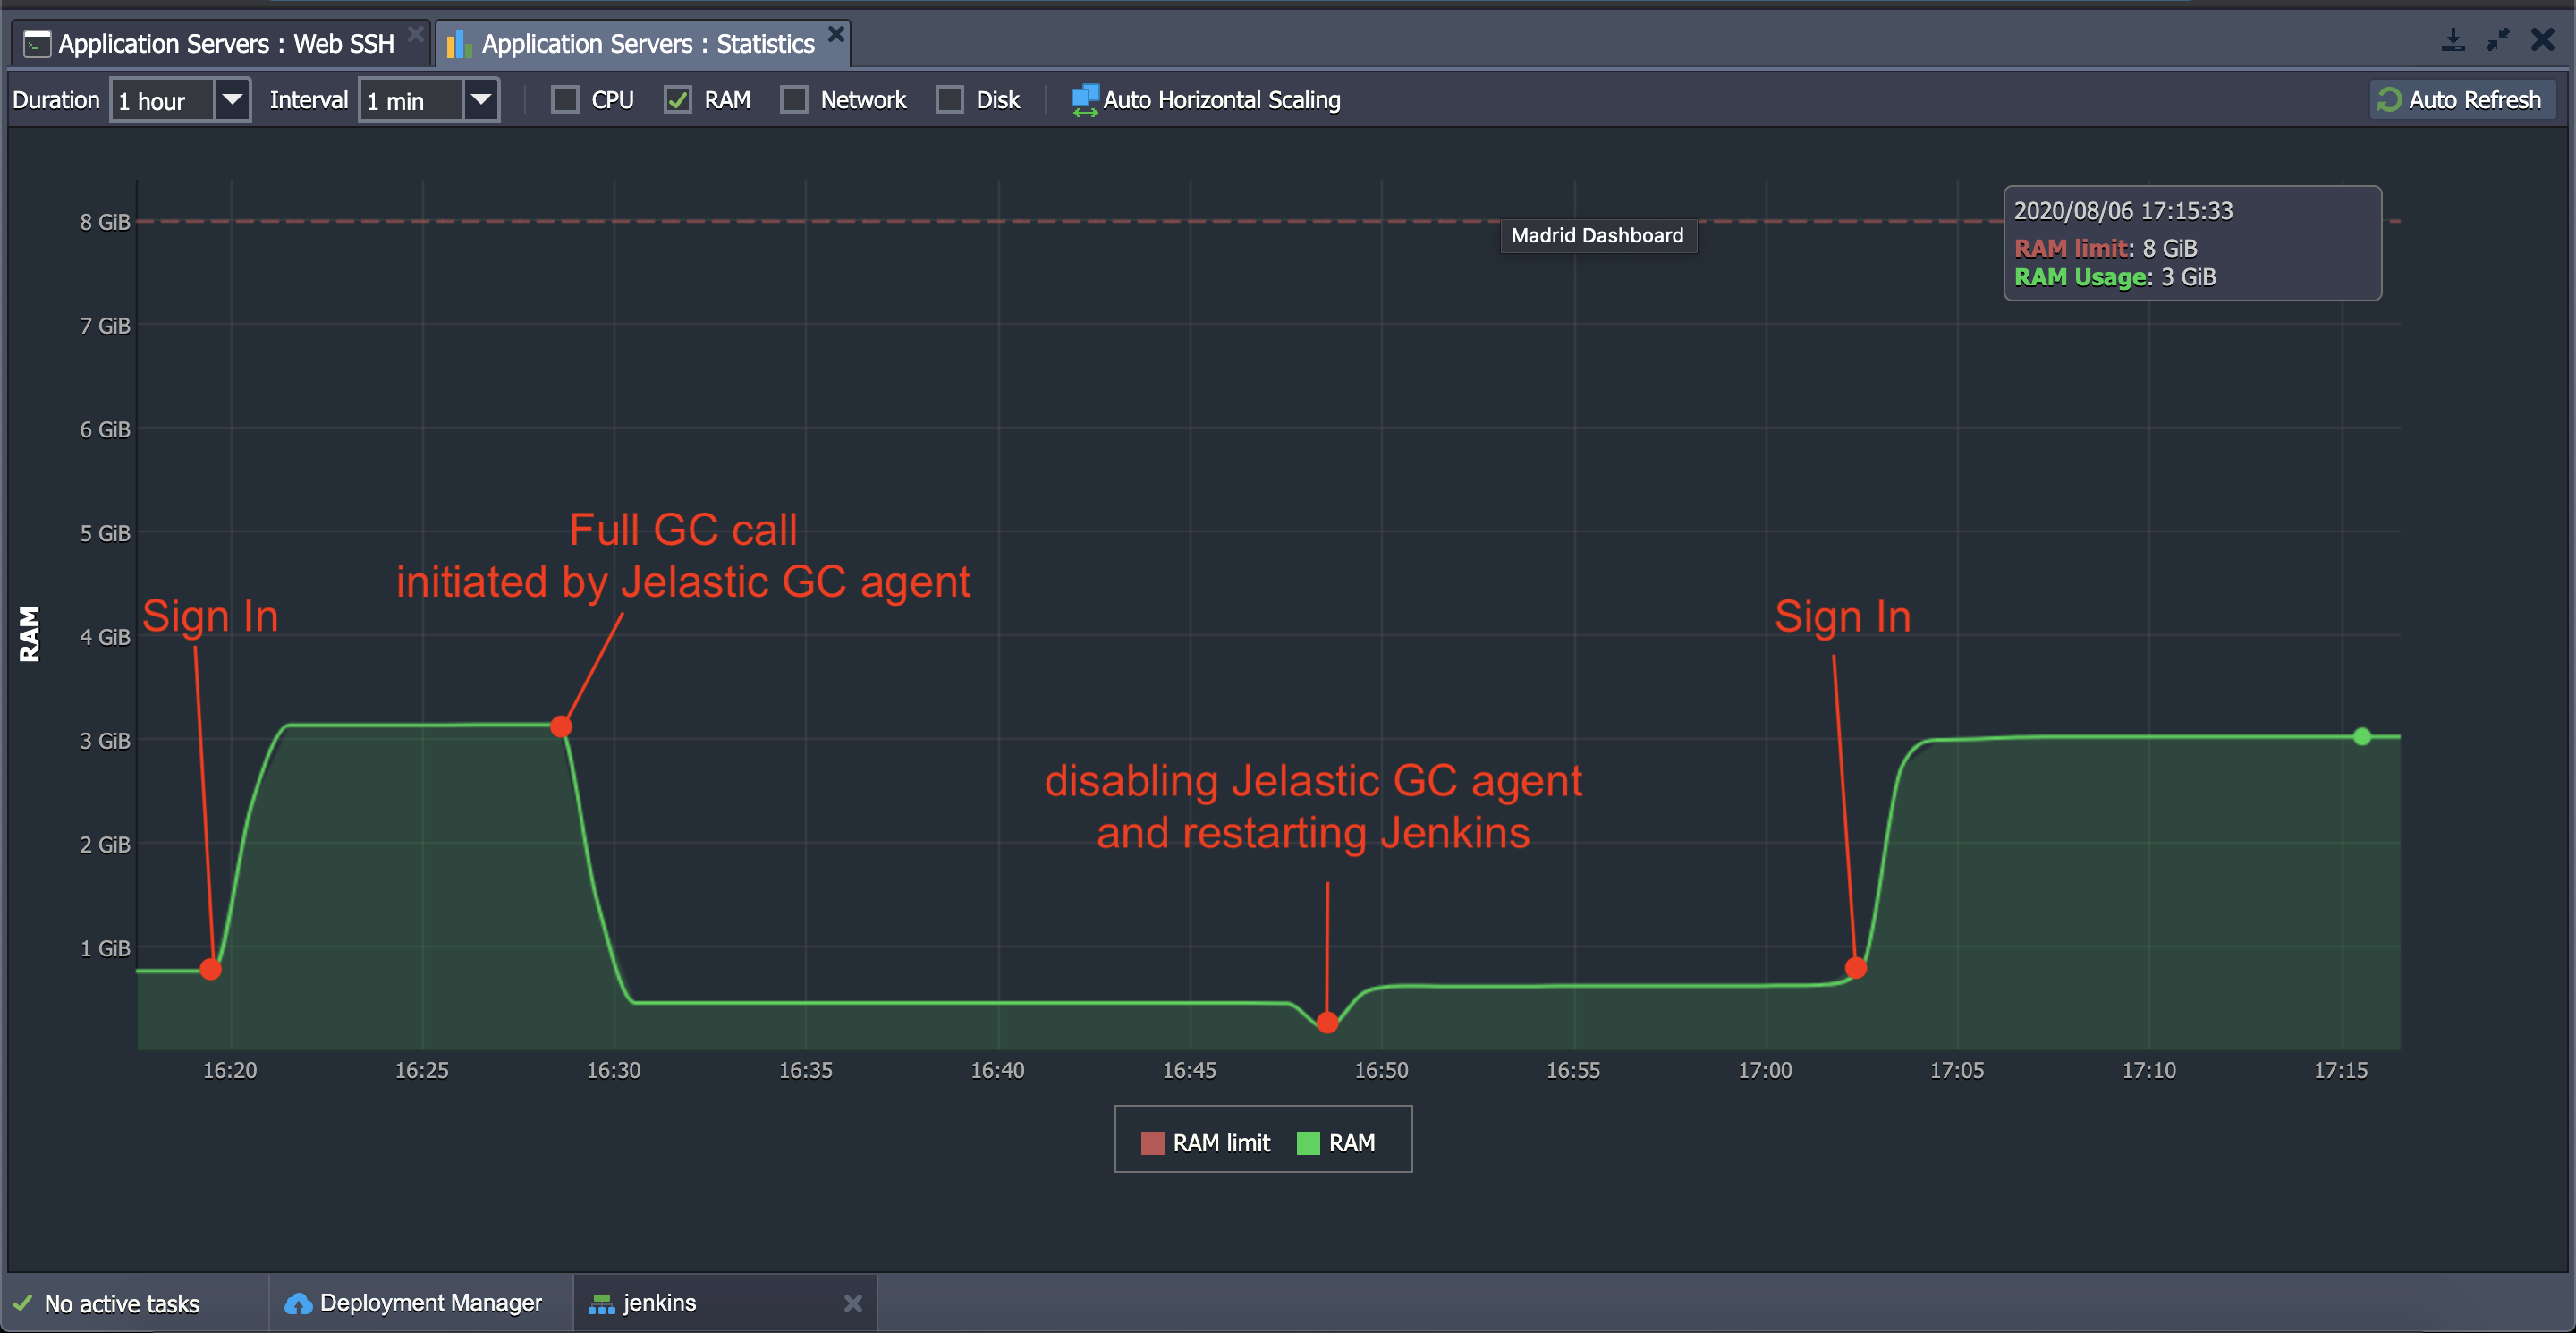 Application Servers : Web SSH
Application Servers : Statistics
Duration 1 hour Interval 1 min CPU RAM Network Disk Auto Horizontal Scaling Auto Refresh
8 GiB
7 GiB
6 GiB
5 GiB
4 GiB
3 GiB
2 GiB
1 GiB
RAM
Madrid Dashboard
2020/08/06 17:15:33
RAM limit: 8 GiB
RAM Usage: 3 GiB
Sign In
Full GC call
initiated by Jelastic GC agent
disabling Jelastic GC agent
and restarting Jenkins
Sign In
16:20 16:25 16:30 16:35 16:40 16:45 16:50 16:55 17:00 17:05 17:10 17:15
RAM limit RAM
No active tasks Deployment Manager jenkins